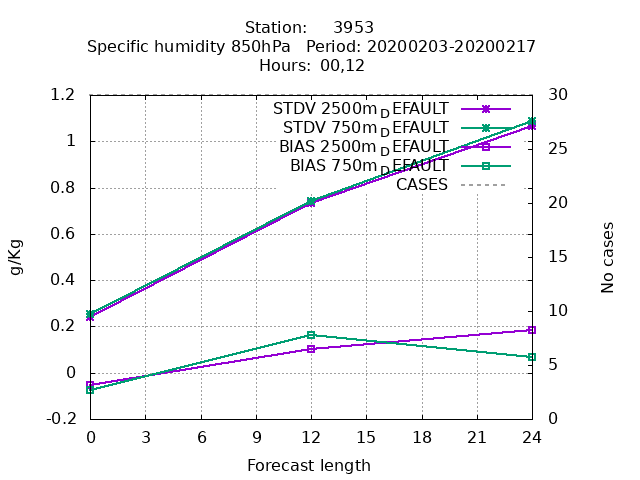 Station: 3953
Specific humidity 850hPa Period: 20200203-20200217
Hours: 00,12
1.2
1
0.8
0.6
0.4
0.2
0
-0.2
g/Kg
30
25
20
15
10
5
0
No cases
STDV 2500m_DEFAULT
STDV 750m_DEFAULT
BIAS 2500m_DEFAULT
BIAS 750m_DEFAULT
CASES
0 3 6 9 12 15 18 21 24
Forecast length